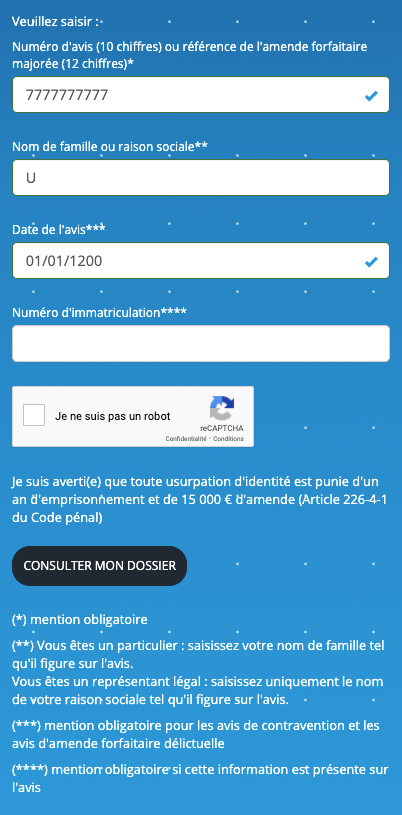 Veuillez saisir :
Numéro d'avis (10 chiffres) ou référence de l'amende forfaitaire
majorée (12 chiffres)*
7777777777
Nom de famille ou raison sociale**
U
Date de l'avis***
01/01/1200
Numéro d'immatriculation****
Je ne suis pas un robot
reCAPTCHA
Confidentialité - Conditions
Je suis averti(e) que toute usurpation d'identité est punie d'un
an d'emprisonnement et de 15 000 € d'amende (Article 226-4-1
du Code pénal)
CONSULTER MON DOSSIER
(*) mention obligatoire
(**) Vous êtes un particulier : saisissez votre nom de famille tel
qu'il figure sur l'avis.
Vous êtes un représentant légal : saisissez uniquement le nom
de votre raison sociale tel qu'il figure sur l'avis.
(***) mention obligatoire pour les avis de contravention et les
avis d'amende forfaitaire délictuelle
(****) mention obligatoire si cette information est présente sur
l'avis